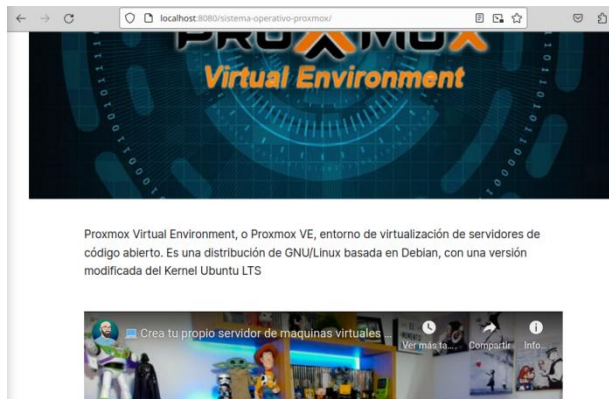 localhost:8080/sistema-operativo-proxmox/
PROXMOX
Virtual Environment
Proxmox Virtual Environment, o Proxmox VE, entorno de virtualización de servidores de
código abierto. Es una distribución de GNU/Linux basada en Debian, con una versión
modificada del Kernel Ubuntu LTS
Crea tu propio servidor de maquinas virtuales ...
Ver más ta... Compartir Info...